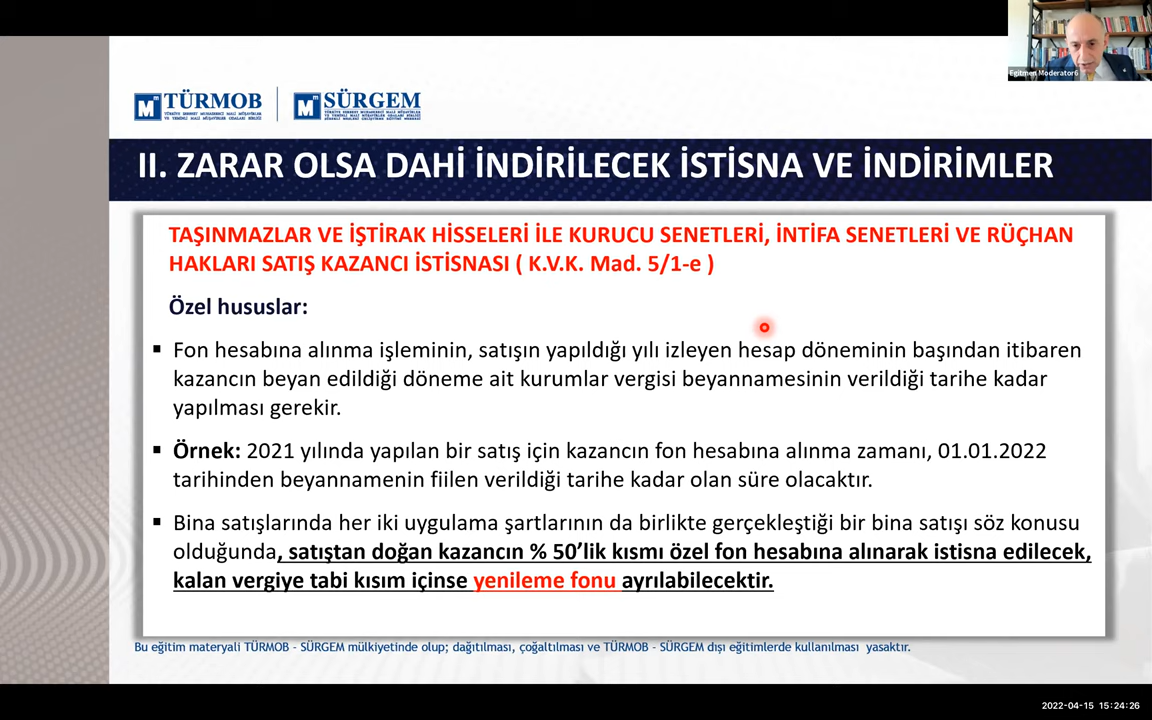 Egitmen Moderator6
TÜRMOB
SÜRGEM
II. ZARAR OLSA DAHİ İNDİRİLECEK İSTİSNA VE İNDİRİMLER
TAŞINMAZLAR VE İŞTİRAK HİSSELERİ İLE KURUCU SENETLERİ, İNTİFA SENETLERİ VE RÜÇHAN
HAKLARI SATIŞ KAZANCI İSTİSNASI ( K.V.K. Mad. 5/1-e )
Özel hususlar:
▪ Fon hesabına alınma işleminin, satışın yapıldığı yılı izleyen hesap döneminin başından itibaren
kazancın beyan edildiği döneme ait kurumlar vergisi beyannamesinin verildiği tarihe kadar
yapılması gerekir.
▪ Örnek: 2021 yılında yapılan bir satış için kazancın fon hesabına alınma zamanı, 01.01.2022
tarihinden beyannamenin fiilen verildiği tarihe kadar olan süre olacaktır.
▪ Bina satışlarında her iki uygulama şartlarının da birlikte gerçekleştiği bir bina satışı söz konusu
olduğunda, satıştan doğan kazancın % 50’lik kısmı özel fon hesabına alınarak istisna edilecek,
kalan vergiye tabi kısım içinse yenileme fonu ayrılabilecektir.
Bu eğitim materyali TÜRMOB - SÜRGEM mülkiyetinde olup; dağıtılması, çoğaltılması ve TÜRMOB - SÜRGEM dışı eğitimlerde kullanılması yasaktır.
2022-04-15 15:24:26